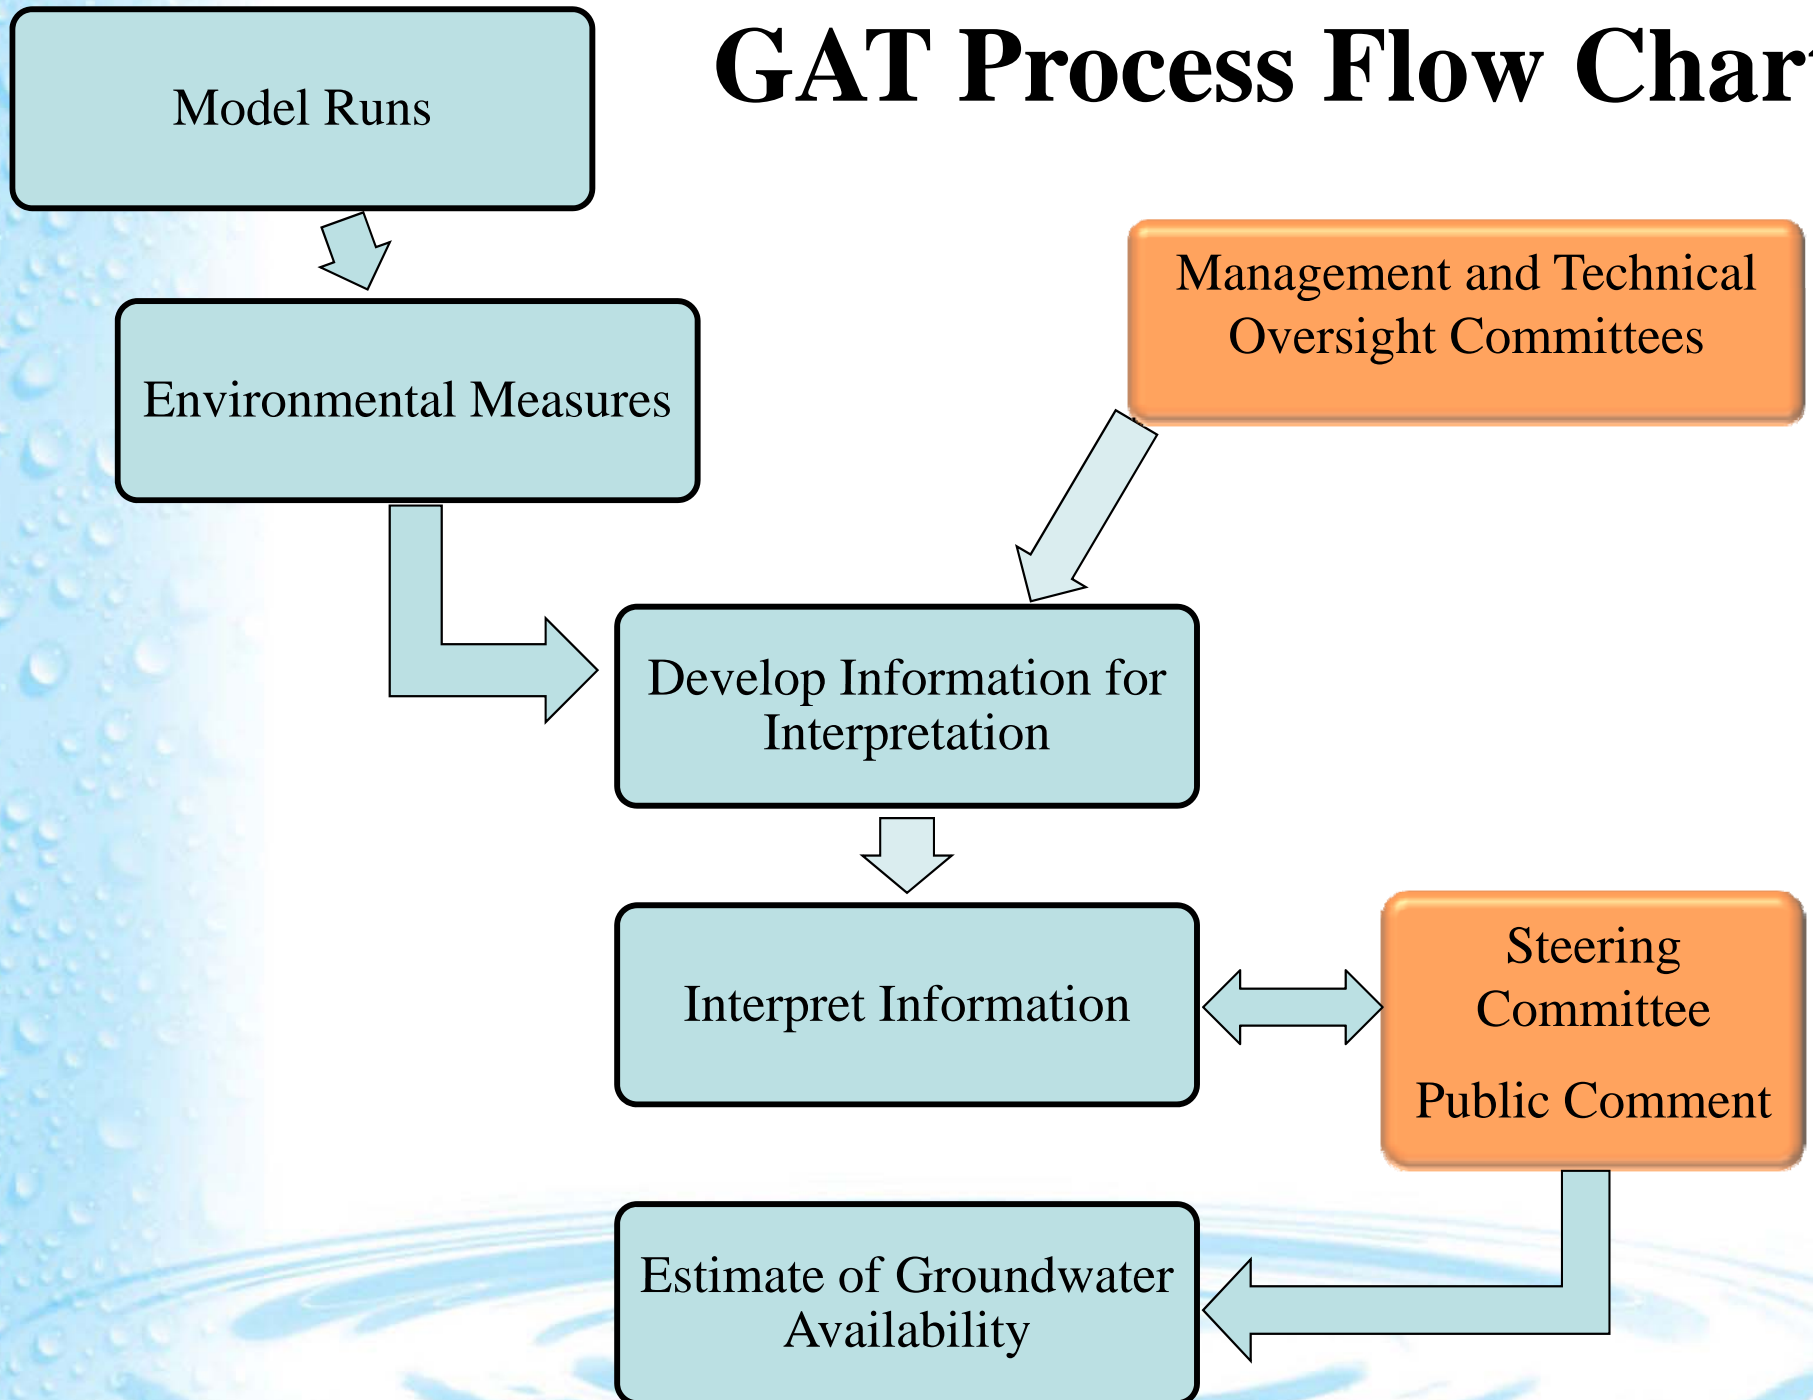 GAT Process Flow Chart
Model Runs
Management and Technical
Oversight Committees
Environmental Measures
Develop Information for
Interpretation
Interpret Information
Steering
Committee
Public Comment
Estimate of Groundwater
Availability